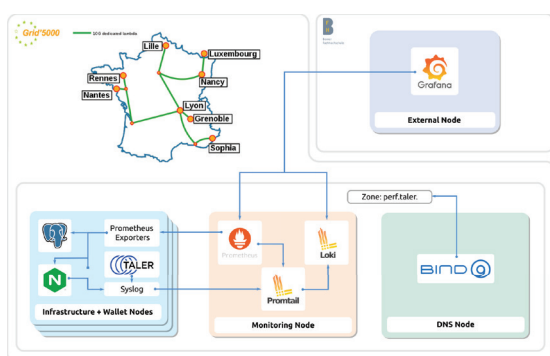 Grid'5000
10G dedicated lambda
Lille
Luxembourg
Rennes
Nantes
Nancy
Lyon
Grenoble
Sophia
B
Grafana
External Node
Zone: perf.taler.
Prometheus
Exporters
TALER
Syslog
N
Infrastructure + Wallet Nodes
Prometheus
Loki
Promtail
Monitoring Node
BIND 9
DNS Node